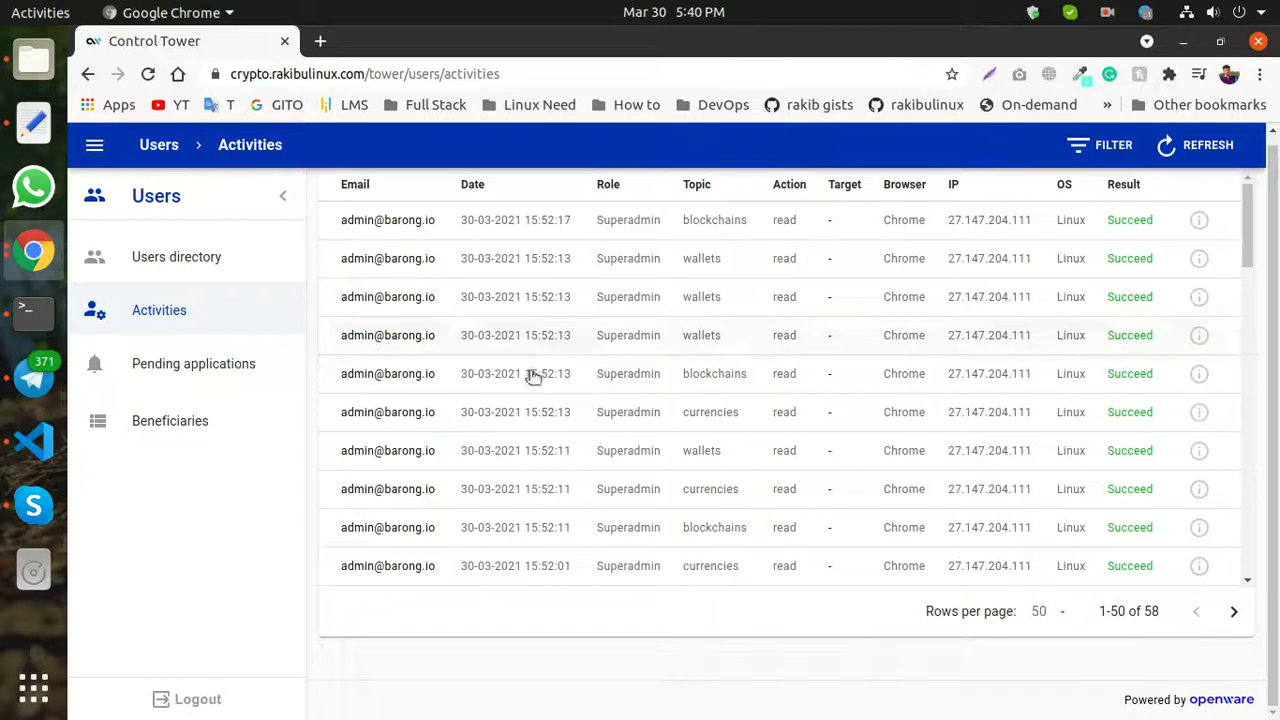 Activities Google Chrome Mar 30 5:40 PM
Control Tower
crypto.rakibulinux.com/tower/users/activities
Apps YT T GITO LMS Full Stack Linux Need How to DevOps rakib gists rakibulinux On-demand » Other bookmarks
Users › Activities FILTER REFRESH
Users
Users directory
Activities
Pending applications
Beneficiaries
Logout
371
Email Date Role Topic Action Target Browser IP OS Result
admin@barong.io 30-03-2021 15:52:17 Superadmin blockchains read - Chrome 27.147.204.111 Linux Succeed
admin@barong.io 30-03-2021 15:52:13 Superadmin wallets read - Chrome 27.147.204.111 Linux Succeed
admin@barong.io 30-03-2021 15:52:13 Superadmin wallets read - Chrome 27.147.204.111 Linux Succeed
admin@barong.io 30-03-2021 15:52:13 Superadmin wallets read - Chrome 27.147.204.111 Linux Succeed
admin@barong.io 30-03-2021 15:52:13 Superadmin blockchains read - Chrome 27.147.204.111 Linux Succeed
admin@barong.io 30-03-2021 15:52:13 Superadmin currencies read - Chrome 27.147.204.111 Linux Succeed
admin@barong.io 30-03-2021 15:52:11 Superadmin wallets read - Chrome 27.147.204.111 Linux Succeed
admin@barong.io 30-03-2021 15:52:11 Superadmin currencies read - Chrome 27.147.204.111 Linux Succeed
admin@barong.io 30-03-2021 15:52:11 Superadmin blockchains read - Chrome 27.147.204.111 Linux Succeed
admin@barong.io 30-03-2021 15:52:01 Superadmin currencies read - Chrome 27.147.204.111 Linux Succeed
Rows per page: 50 1-50 of 58
Powered by openware